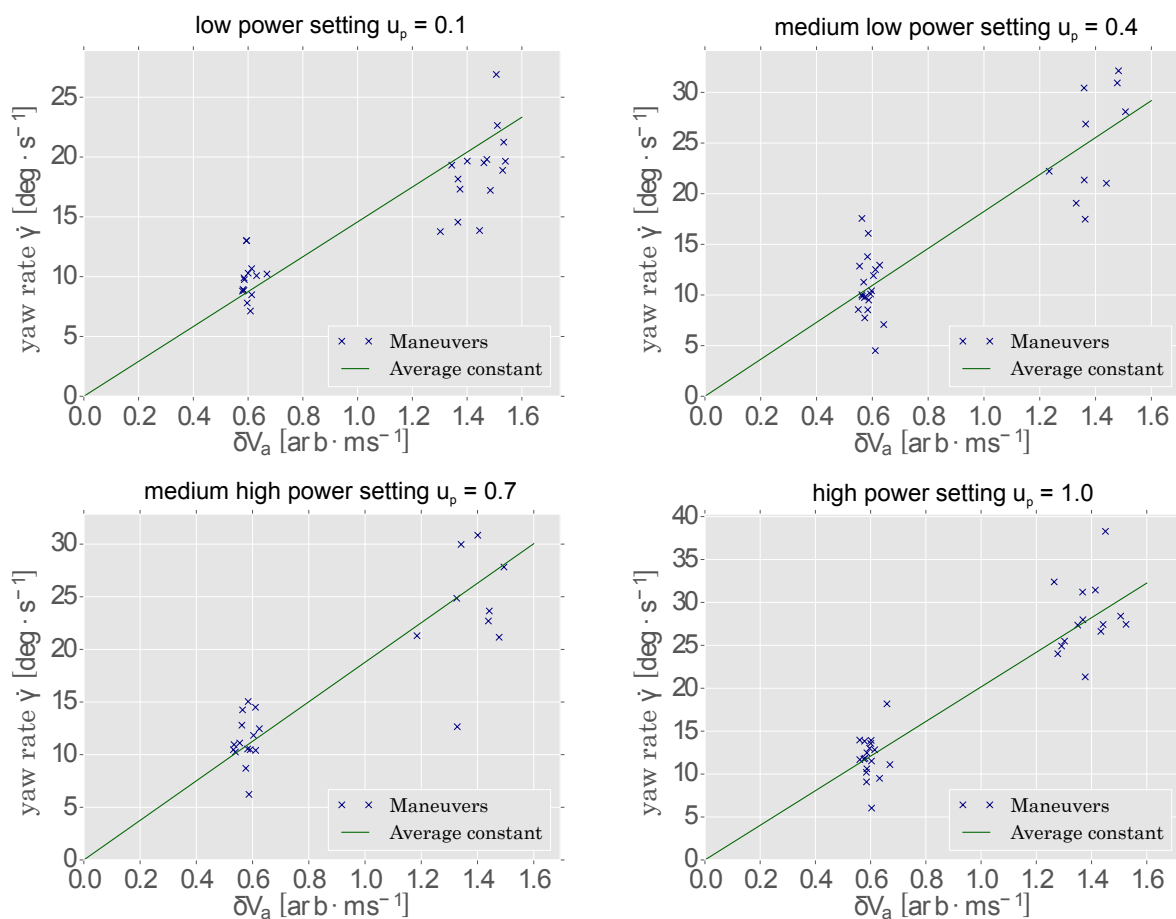 low power setting uₚ = 0.1
yaw rate γ̇ [deg · s⁻¹]
25
20
15
10
5
0
0.0 0.2 0.4 0.6 0.8 1.0 1.2 1.4 1.6
δVₐ [arb · ms⁻¹]
Maneuvers
Average constant
medium low power setting uₚ = 0.4
yaw rate γ̇ [deg · s⁻¹]
30
25
20
15
10
5
0
0.0 0.2 0.4 0.6 0.8 1.0 1.2 1.4 1.6
δVₐ [arb · ms⁻¹]
Maneuvers
Average constant
medium high power setting uₚ = 0.7
yaw rate γ̇ [deg · s⁻¹]
30
25
20
15
10
5
0
0.0 0.2 0.4 0.6 0.8 1.0 1.2 1.4 1.6
δVₐ [arb · ms⁻¹]
Maneuvers
Average constant
high power setting uₚ = 1.0
yaw rate γ̇ [deg · s⁻¹]
40
35
30
25
20
15
10
5
0
0.0 0.2 0.4 0.6 0.8 1.0 1.2 1.4 1.6
δVₐ [arb · ms⁻¹]
Maneuvers
Average constant